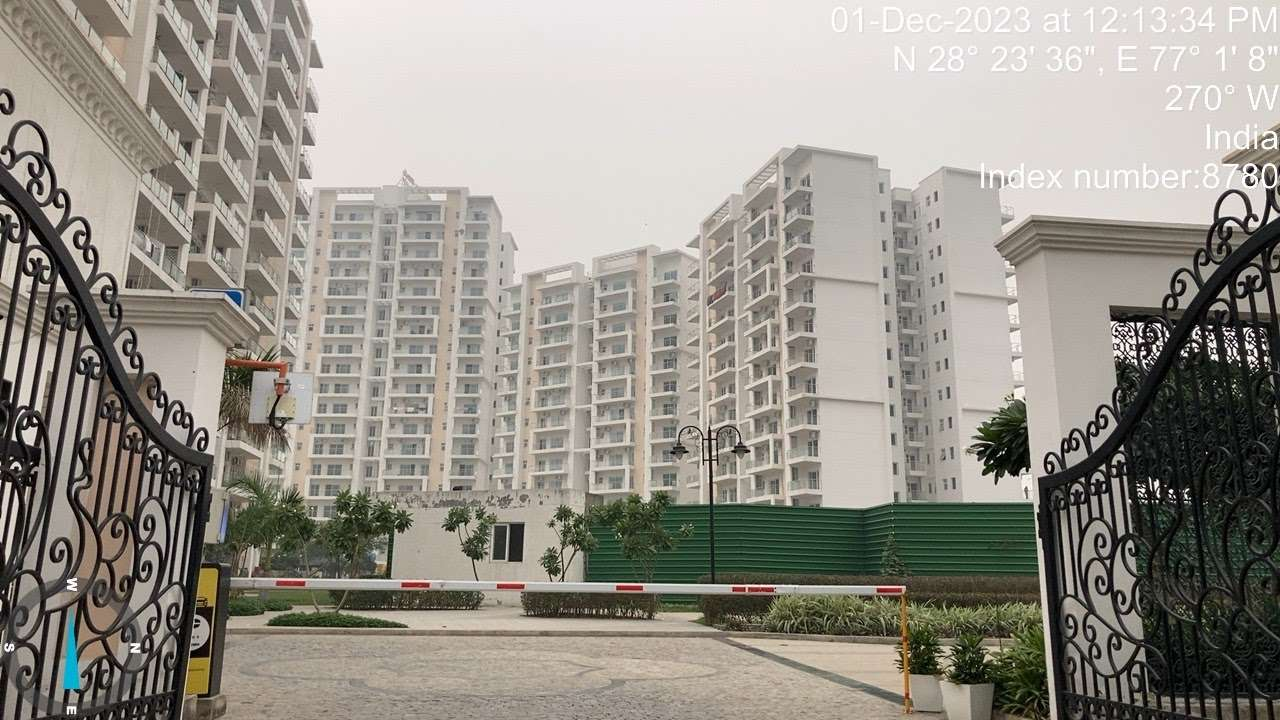 01-Dec-2023 at 12:13:34 PM
N 28° 23' 36", E 77° 1' 8"
270° W
India
Index number:8780
W
S
N
E